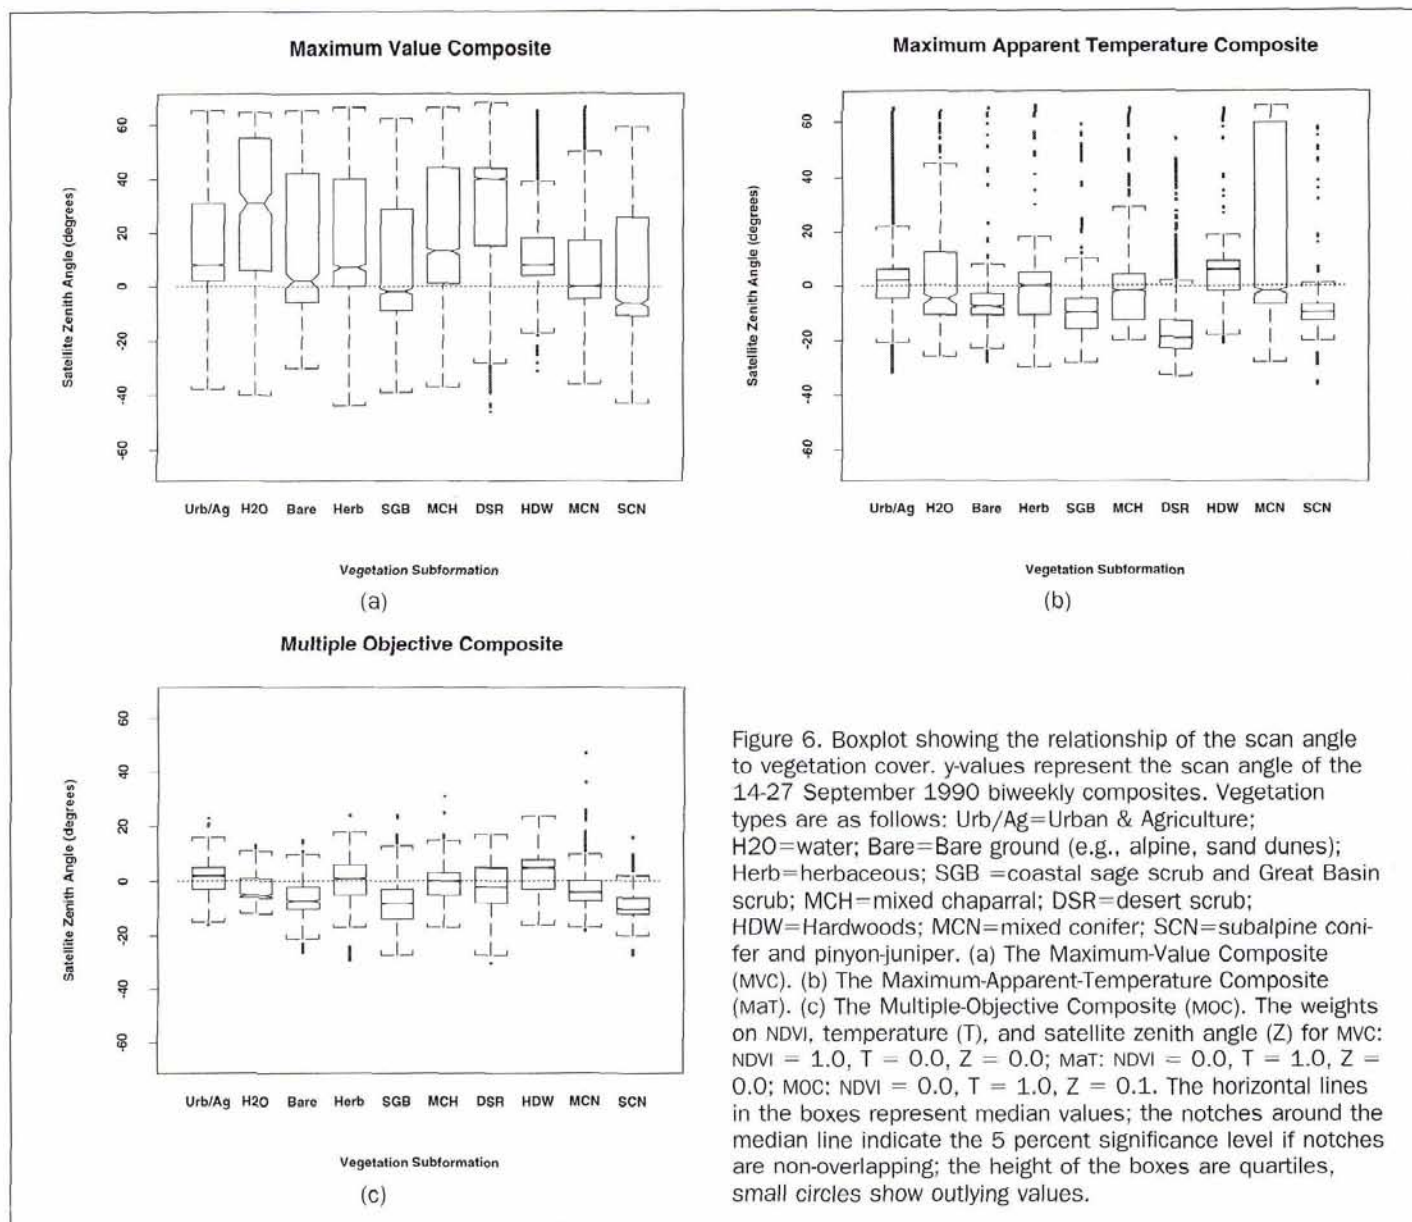 Maximum Value Composite
Satellite Zenith Angle (degrees)
60
40
20
0
-20
-40
-60
Urb/Ag H2O Bare Herb SGB MCH DSR HDW MCN SCN
Vegetation Subformation
(a)
Maximum Apparent Temperature Composite
Satellite Zenith Angle (degrees)
60
40
20
0
-20
-40
-60
Urb/Ag H2O Bare Herb SGB MCH DSR HDW MCN SCN
Vegetation Subformation
(b)
Multiple Objective Composite
Satellite Zenith Angle (degrees)
60
40
20
0
-20
-40
-60
Urb/Ag H2O Bare Herb SGB MCH DSR HDW MCN SCN
Vegetation Subformation
(c)
Figure 6. Boxplot showing the relationship of the scan angle
to vegetation cover. y-values represent the scan angle of the
14-27 September 1990 biweekly composites. Vegetation
types are as follows: Urb/Ag=Urban & Agriculture;
H2O=water; Bare=Bare ground (e.g., alpine, sand dunes);
Herb=herbaceous; SGB =coastal sage scrub and Great Basin
scrub; MCH=mixed chaparral; DSR=desert scrub;
HDW=Hardwoods; MCN=mixed conifer; SCN=subalpine coni-
fer and pinyon-juniper. (a) The Maximum-Value Composite
(MVC). (b) The Maximum-Apparent-Temperature Composite
(MaT). (c) The Multiple-Objective Composite (MOC). The weights
on NDVI, temperature (T), and satellite zenith angle (Z) for MVC:
NDVI = 1.0, T = 0.0, Z = 0.0; MaT: NDVI = 0.0, T = 1.0, Z =
0.0; MOC: NDVI = 0.0, T = 1.0, Z = 0.1. The horizontal lines
in the boxes represent median values; the notches around the
median line indicate the 5 percent significance level if notches
are non-overlapping; the height of the boxes are quartiles,
small circles show outlying values.